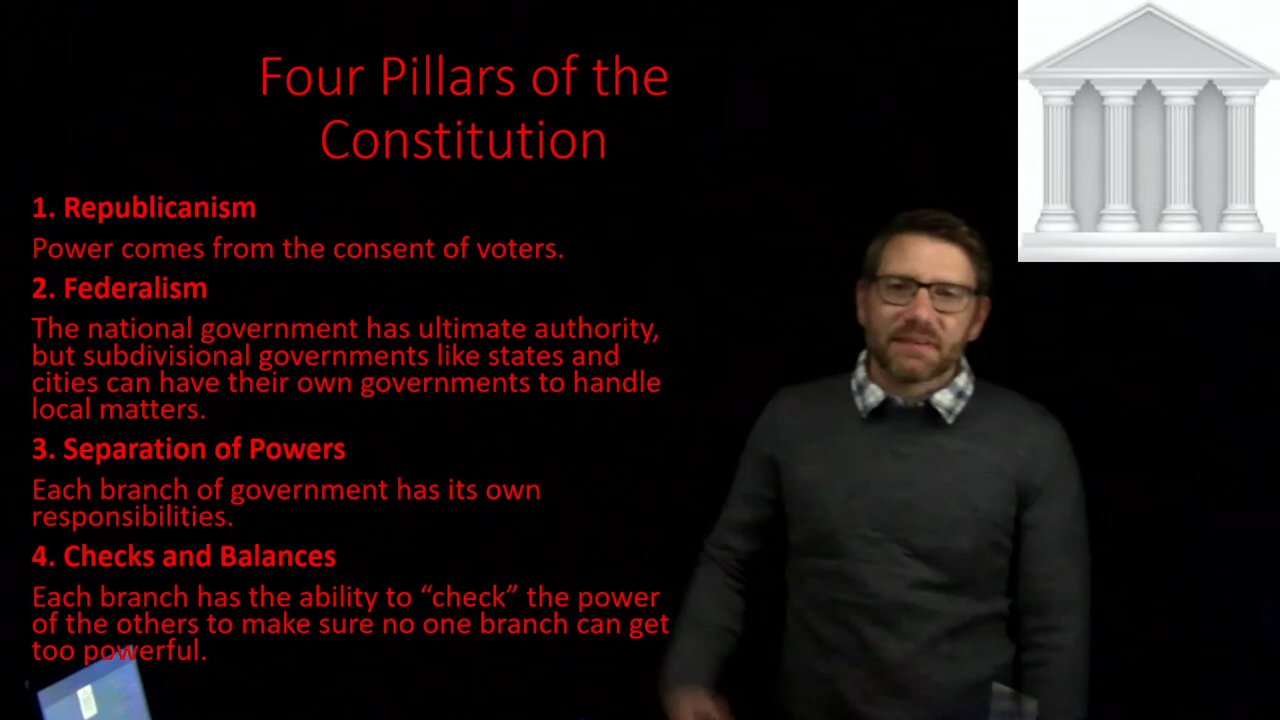 Four Pillars of the
Constitution
1. Republicanism
Power comes from the consent of voters.
2. Federalism
The national government has ultimate authority,
but subdivisional governments like states and
cities can have their own governments to handle
local matters.
3. Separation of Powers
Each branch of government has its own
responsibilities.
4. Checks and Balances
Each branch has the ability to “check” the power
of the others to make sure no one branch can get
too powerful.